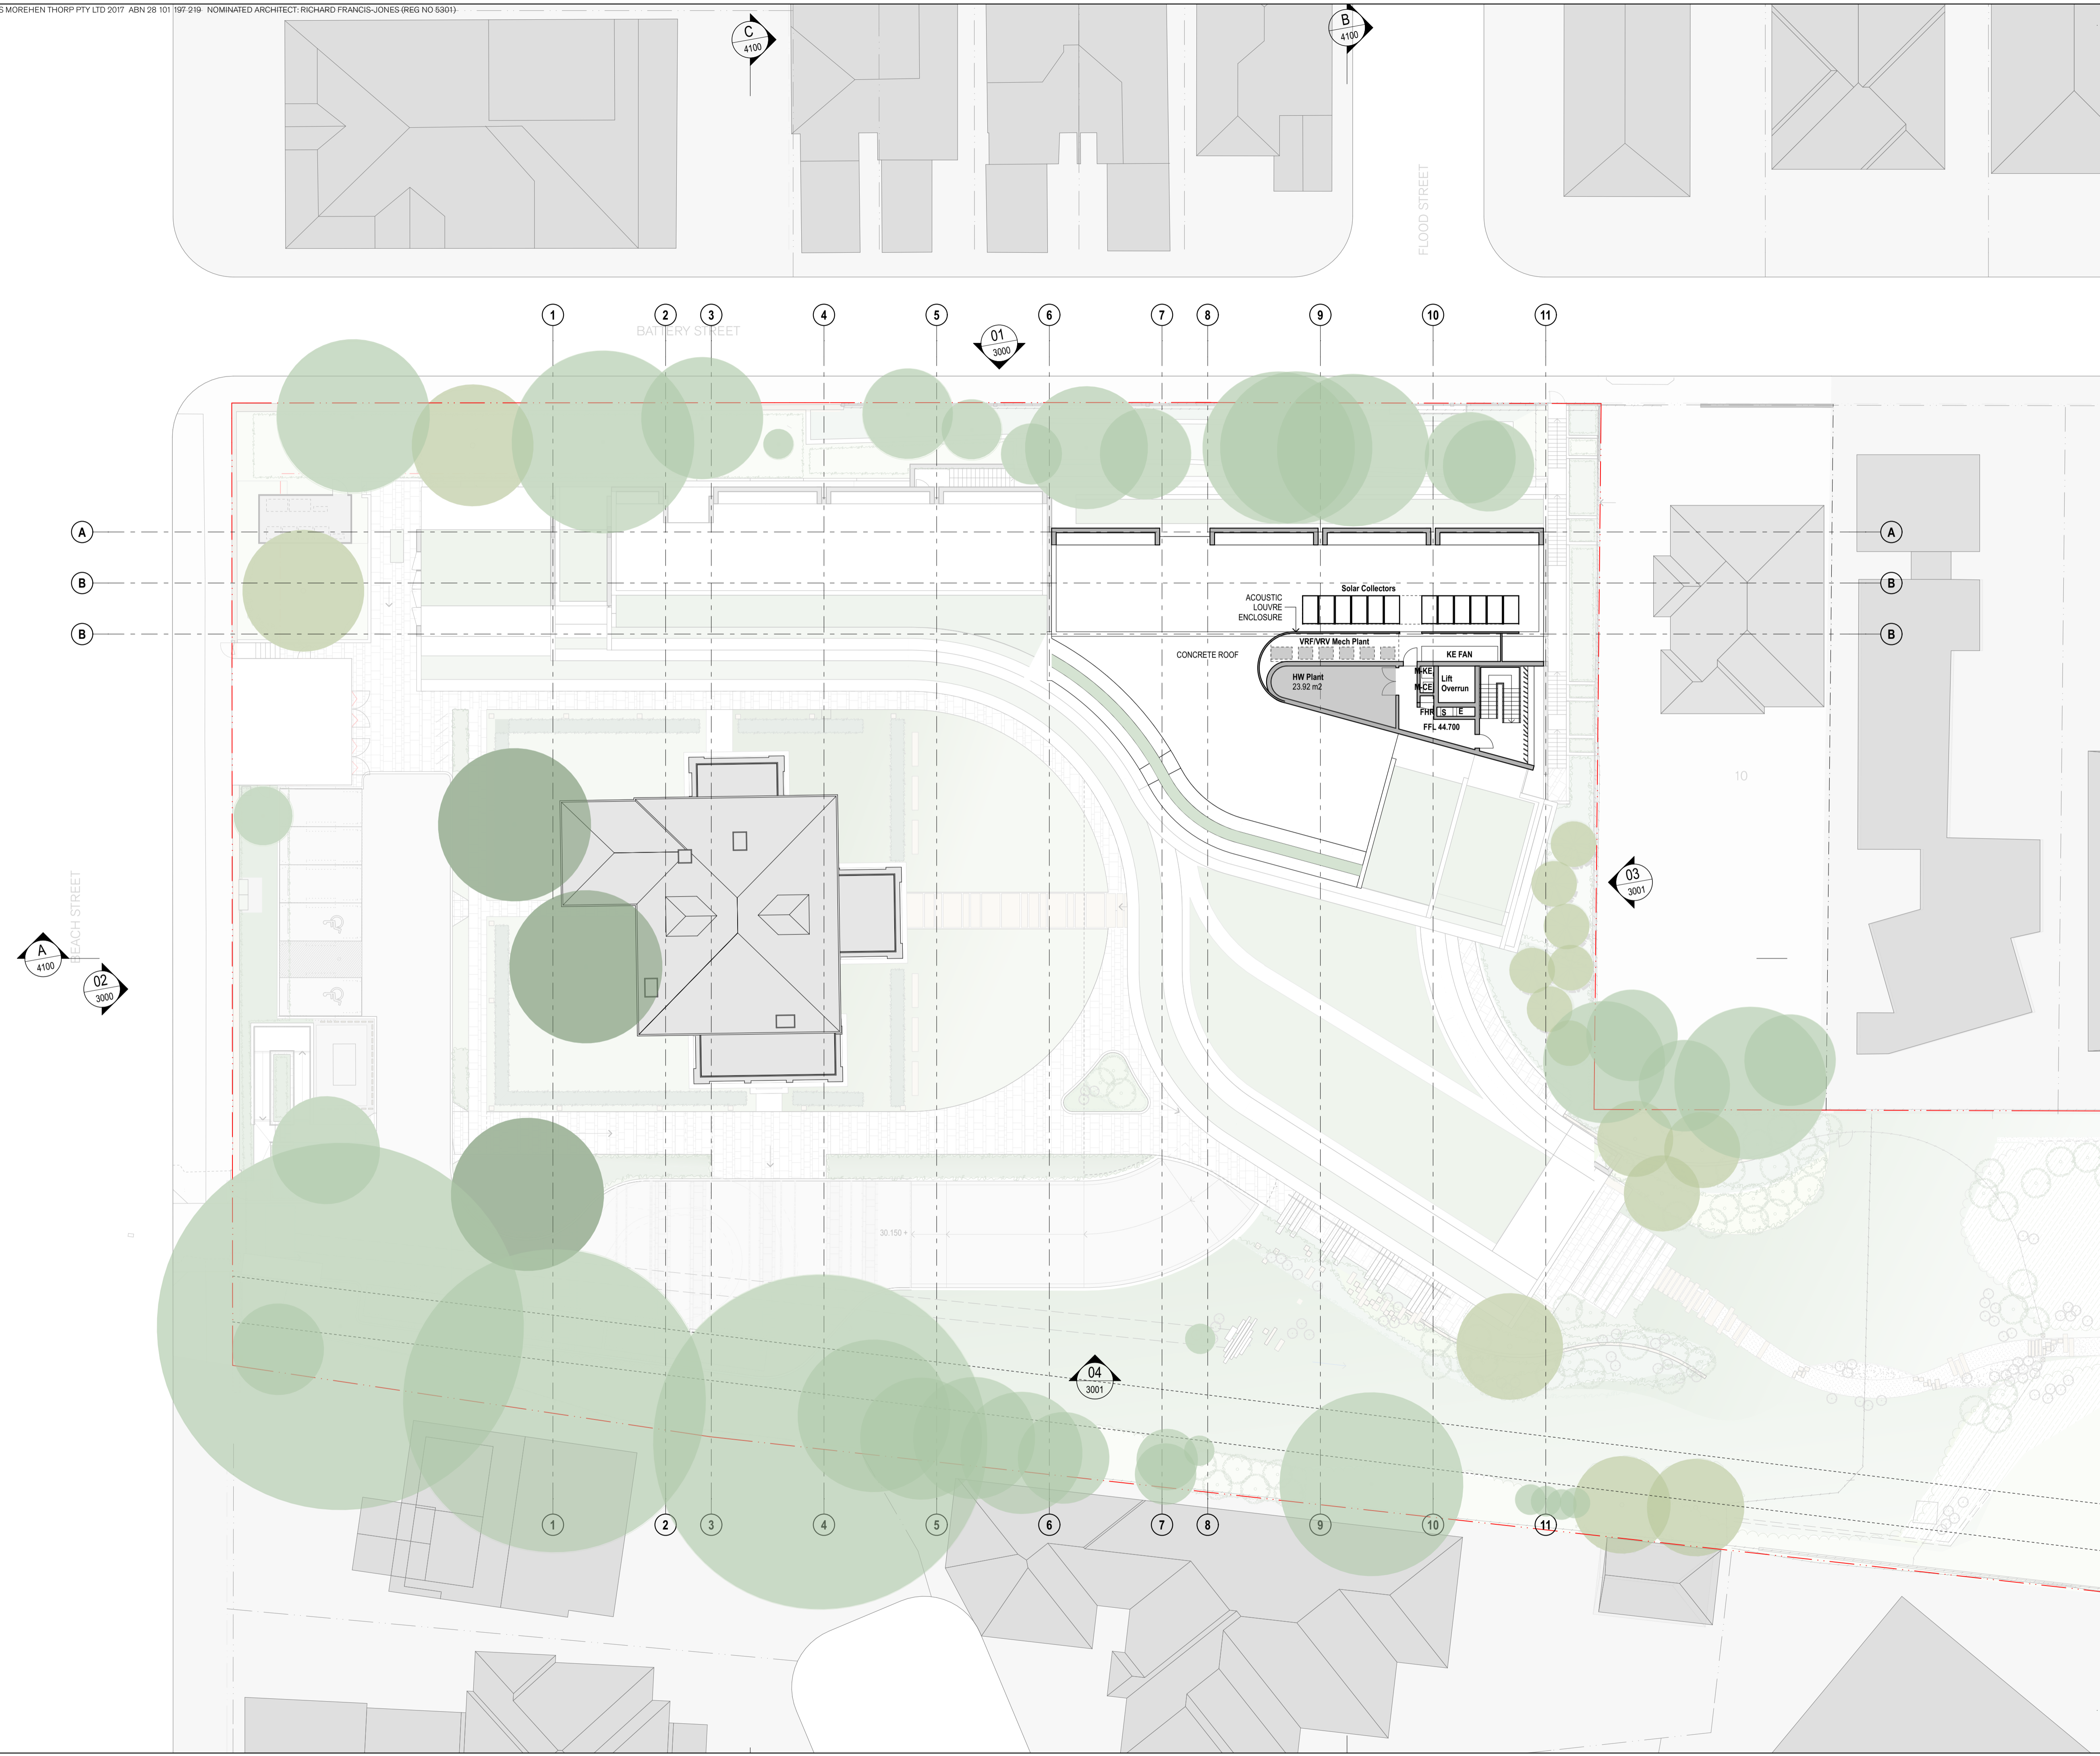 S MOREHEN THORP PTY LTD 2017 ABN 28 101 197 219 NOMINATED ARCHITECT: RICHARD FRANCIS-JONES (REG NO 5301)
C
4100
B
4100
FLOOD STREET
1
2
3
4
5
6
7
8
9
10
11
BATTERY STREET
01
3000
A
A
B
B
B
B
Solar Collectors
ACOUSTIC
LOUVRE
ENCLOSURE
VRF/VRV Mech Plant
CONCRETE ROOF
KE FAN
HW Plant
23.92 m2
M-KE
M-CE
Lift
Overrun
FHR
S
E
FFL 44.700
10
03
3001
BEACH STREET
A
4100
02
3000
30.150 +
04
3001
1
2
3
4
5
6
7
8
9
10
11